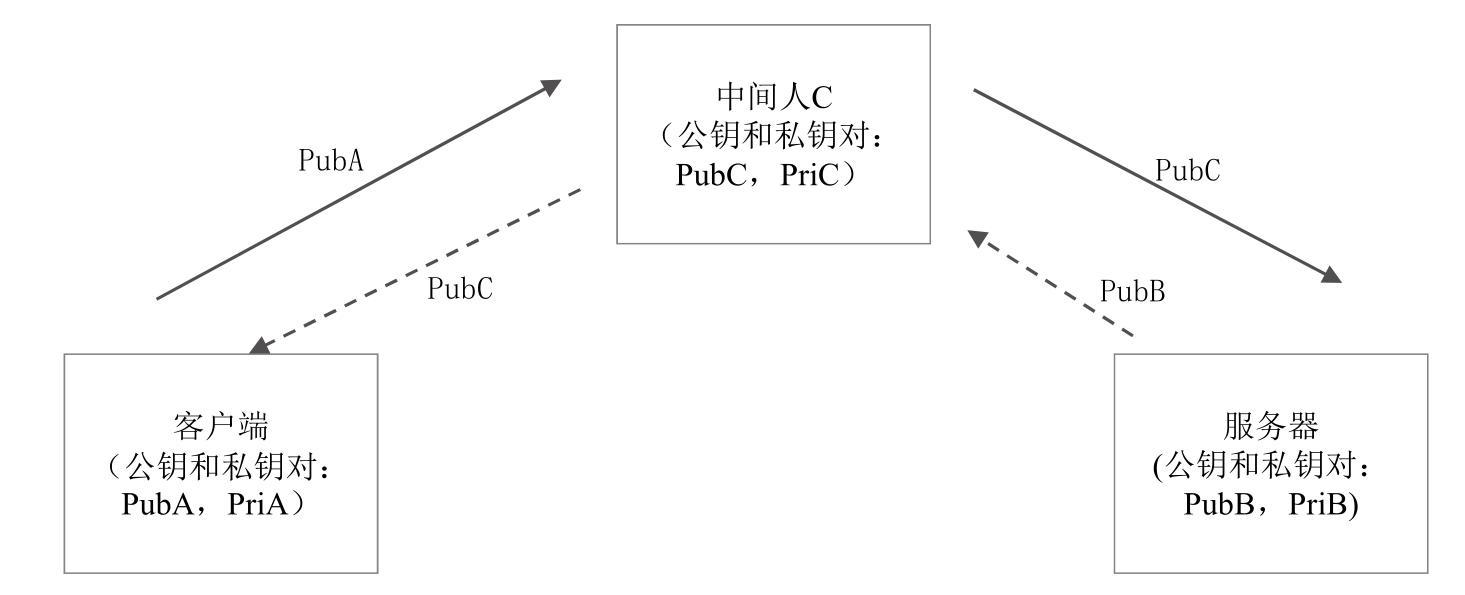 中间人C
（公钥和私钥对：
PubC，PriC）
PubA
PubC
PubC
PubB
客户端
（公钥和私钥对：
PubA，PriA）
服务器
(公钥和私钥对：
PubB，PriB)